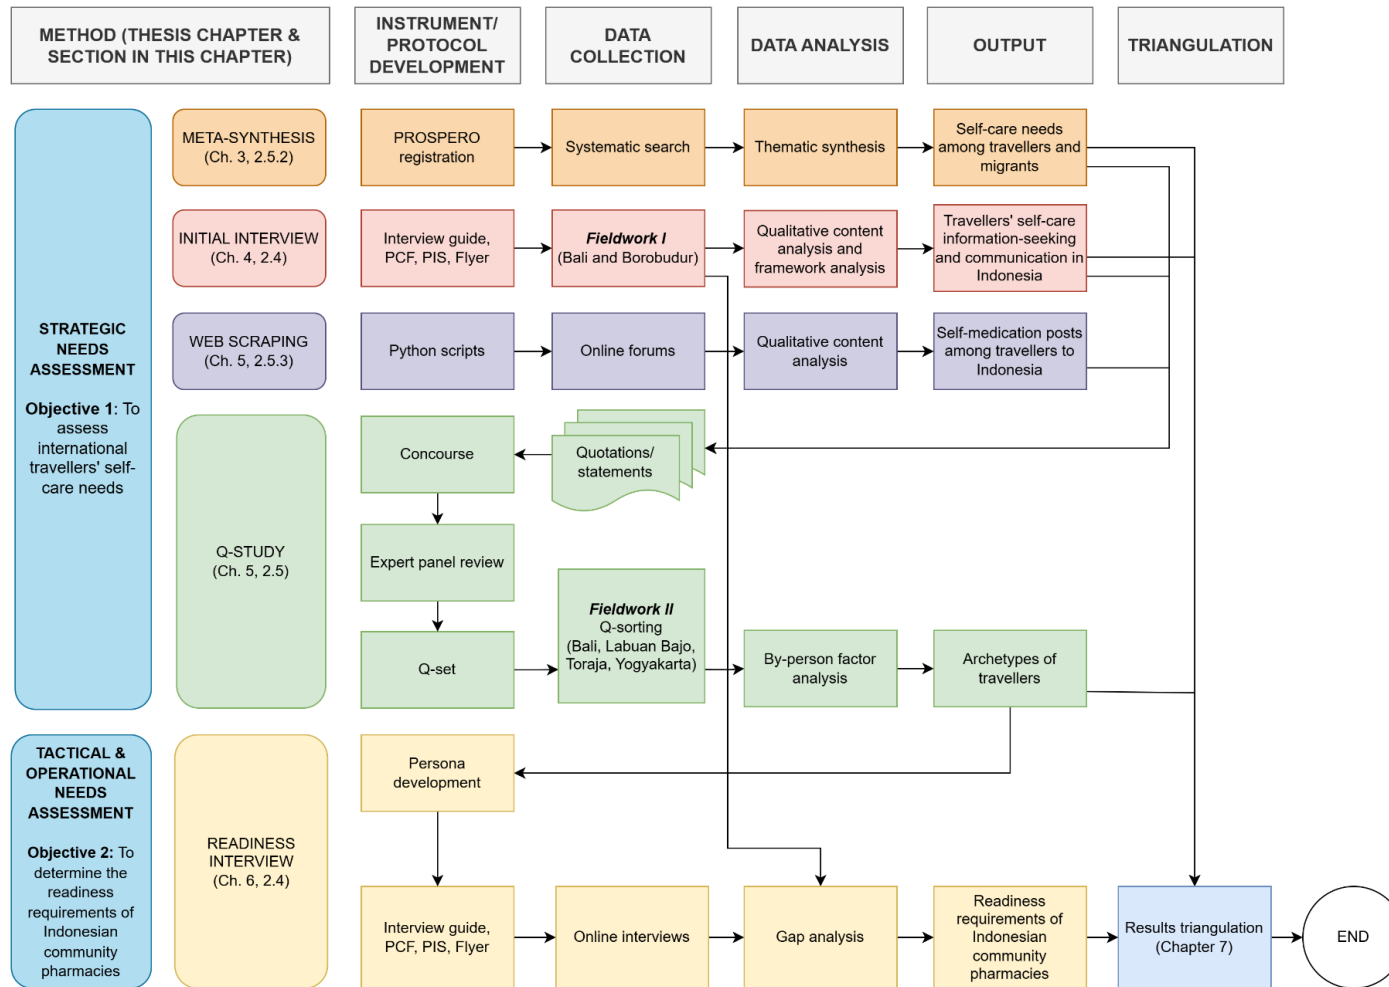 METHOD (THESIS CHAPTER &
SECTION IN THIS CHAPTER)
INSTRUMENT/
PROTOCOL
DEVELOPMENT
DATA
COLLECTION
DATA ANALYSIS
OUTPUT
TRIANGULATION
STRATEGIC
NEEDS
ASSESSMENT
Objective 1: To
assess
international
travellers' self-
care needs
META-SYNTHESIS
(Ch. 3, 2.5.2)
PROSPERO
registration
Systematic search
Thematic synthesis
Self-care needs
among travellers and
migrants
INITIAL INTERVIEW
(Ch. 4, 2.4)
Interview guide,
PCF, PIS, Flyer
Fieldwork I
(Bali and Borobudur)
Qualitative content
analysis and
framework analysis
Travellers' self-care
information-seeking
and communication in
Indonesia
WEB SCRAPING
(Ch. 5, 2.5.3)
Python scripts
Online forums
Qualitative content
analysis
Self-medication posts
among travellers to
Indonesia
Q-STUDY
(Ch. 5, 2.5)
Concourse
Quotations/
statements
Expert panel review
Q-set
Fieldwork II
Q-sorting
(Bali, Labuan Bajo,
Toraja, Yogyakarta)
By-person factor
analysis
Archetypes of
travellers
TACTICAL &
OPERATIONAL
NEEDS
ASSESSMENT
Objective 2: To
determine the
readiness
requirements of
Indonesian
community
pharmacies
READINESS
INTERVIEW
(Ch. 6, 2.4)
Persona
development
Interview guide,
PCF, PIS, Flyer
Online interviews
Gap analysis
Readiness
requirements of
Indonesian
community
pharmacies
Results triangulation
(Chapter 7)
END